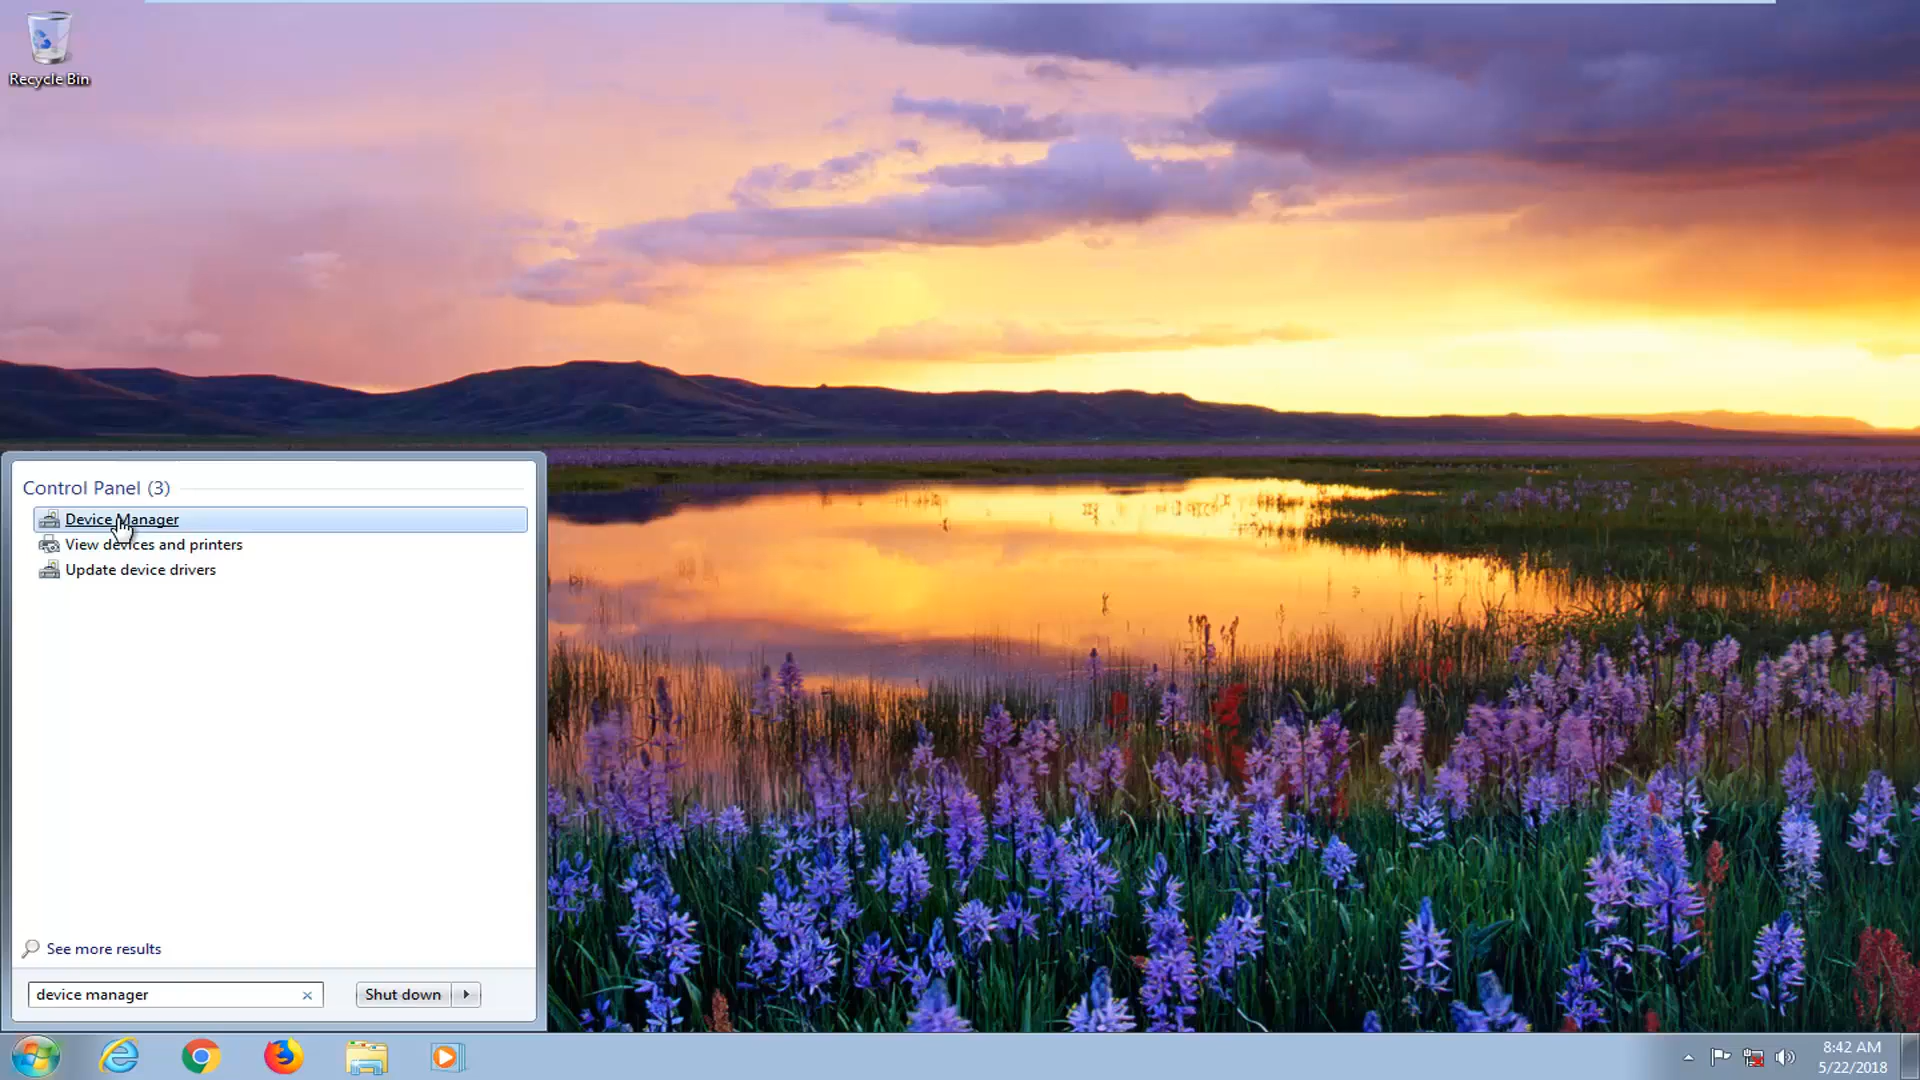 Recycle Bin
Control Panel (3)
Device Manager
View devices and printers
Update device drivers
See more results
device manager
Shut down
8:42 AM
5/22/2018